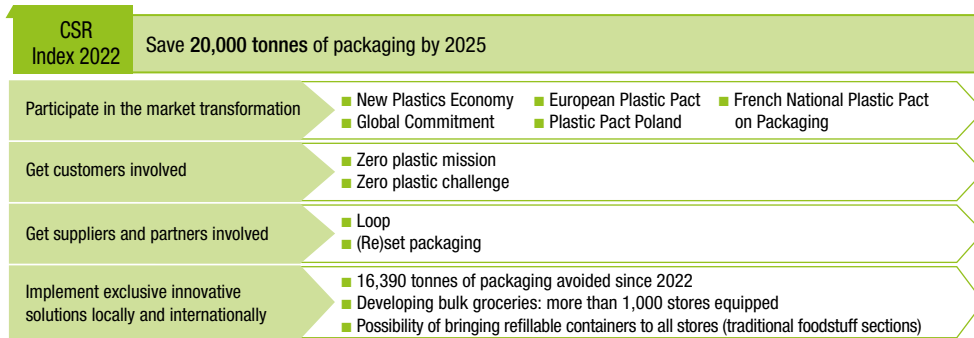 CSR
Index 2022
Save 20,000 tonnes of packaging by 2025
Participate in the market transformation
■ New Plastics Economy ■ European Plastic Pact ■ French National Plastic Pact
■ Global Commitment ■ Plastic Pact Poland on Packaging
Get customers involved
■ Zero plastic mission
■ Zero plastic challenge
Get suppliers and partners involved
■ Loop
■ (Re)set packaging
Implement exclusive innovative
solutions locally and internationally
■ 16,390 tonnes of packaging avoided since 2022
■ Developing bulk groceries: more than 1,000 stores equipped
■ Possibility of bringing refillable containers to all stores (traditional foodstuff sections)